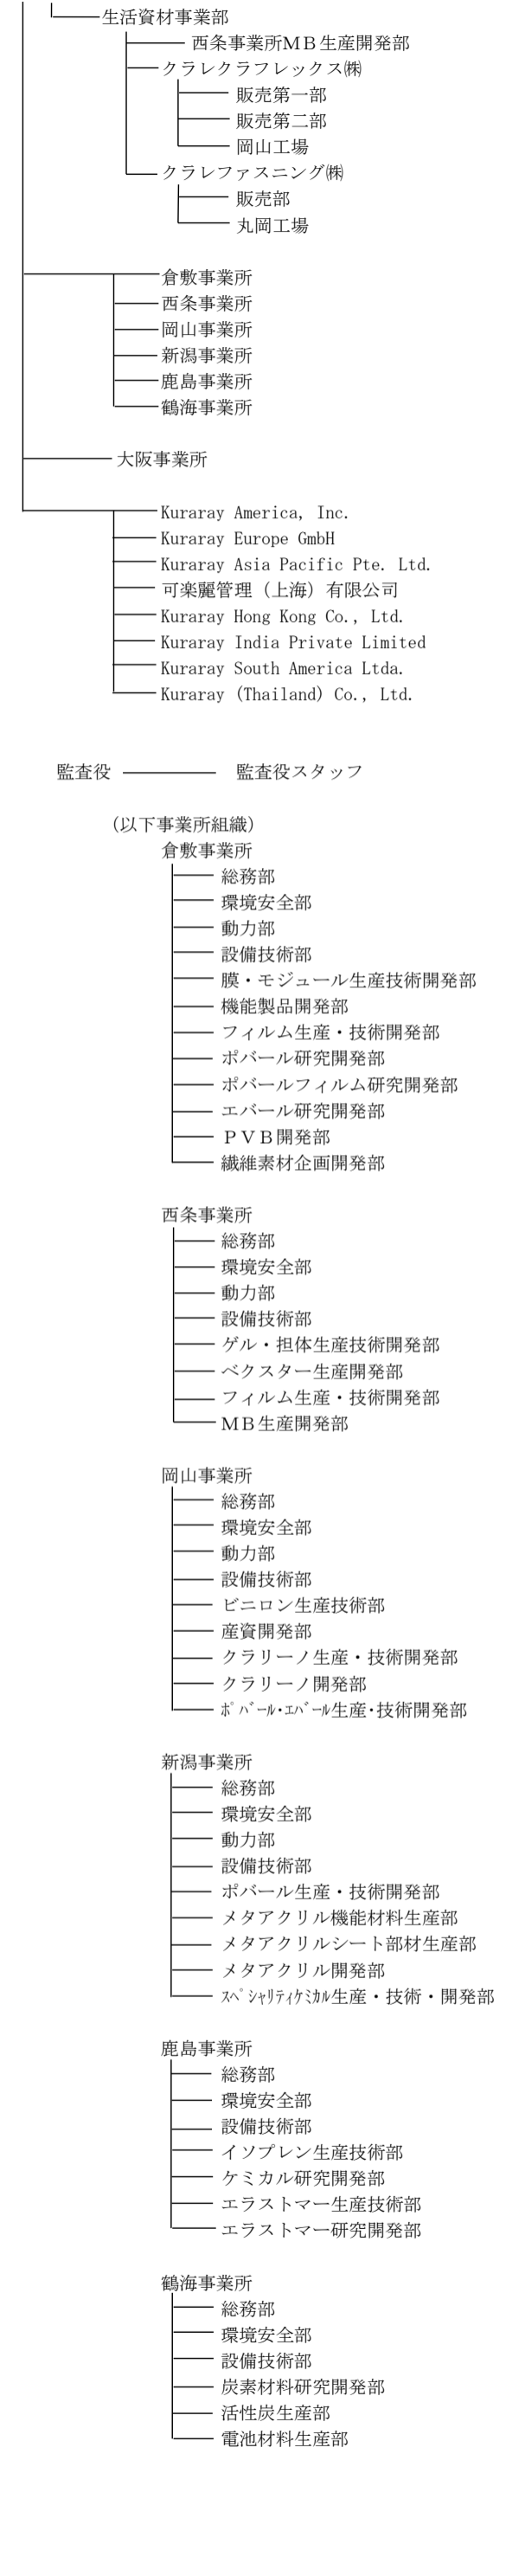 生活資材事業部
西条事業所ＭＢ生産開発部
クラレクラフレックス㈱
販売第一部
販売第二部
岡山工場
クラレファスニング㈱
販売部
丸岡工場
倉敷事業所
西条事業所
岡山事業所
新潟事業所
鹿島事業所
鶴海事業所
大阪事業所
Kuraray America, Inc.
Kuraray Europe GmbH
Kuraray Asia Pacific Pte. Ltd.
可楽麗管理（上海）有限公司
Kuraray Hong Kong Co., Ltd.
Kuraray India Private Limited
Kuraray South America Ltda.
Kuraray (Thailand) Co., Ltd.
監査役 監査役スタッフ
（以下事業所組織）
倉敷事業所
総務部
環境安全部
動力部
設備技術部
膜・モジュール生産技術開発部
機能製品開発部
フィルム生産・技術開発部
ポバール研究開発部
ポバールフィルム研究開発部
エバール研究開発部
ＰＶＢ開発部
繊維素材企画開発部
西条事業所
総務部
環境安全部
動力部
設備技術部
ゲル・担体生産技術開発部
ベクスター生産開発部
フィルム生産・技術開発部
ＭＢ生産開発部
岡山事業所
総務部
環境安全部
動力部
設備技術部
ビニロン生産技術部
産資開発部
クラリーノ生産・技術開発部
クラリーノ開発部
ﾎﾟﾊﾞｰﾙ･ｴﾊﾞｰﾙ生産･技術開発部
新潟事業所
総務部
環境安全部
動力部
設備技術部
ポバール生産・技術開発部
メタアクリル機能材料生産部
メタアクリルシート部材生産部
メタアクリル開発部
ｽﾍﾟｼｬﾘﾃｨｹﾐｶﾙ生産・技術・開発部
鹿島事業所
総務部
環境安全部
設備技術部
イソプレン生産技術部
ケミカル研究開発部
エラストマー生産技術部
エラストマー研究開発部
鶴海事業所
総務部
環境安全部
設備技術部
炭素材料研究開発部
活性炭生産部
電池材料生産部